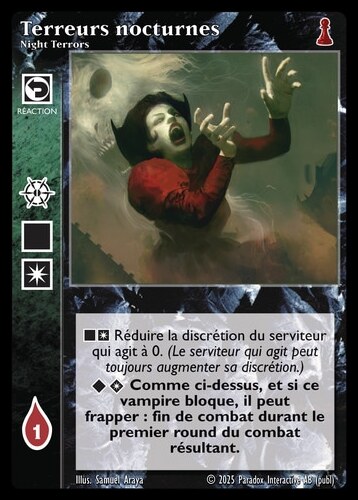 Terreurs nocturnes
Night Terrors
REACTION
Réduire la discrétion du serviteur
qui agit à 0. (Le serviteur qui agit peut
toujours augmenter sa discrétion.)
Comme ci-dessus, et si ce
vampire bloque, il peut
frapper : fin de combat durant le
premier round du combat
résultant.
1
Illus. Samuel Araya
© 2025 Paradox Interactive AB (publ)